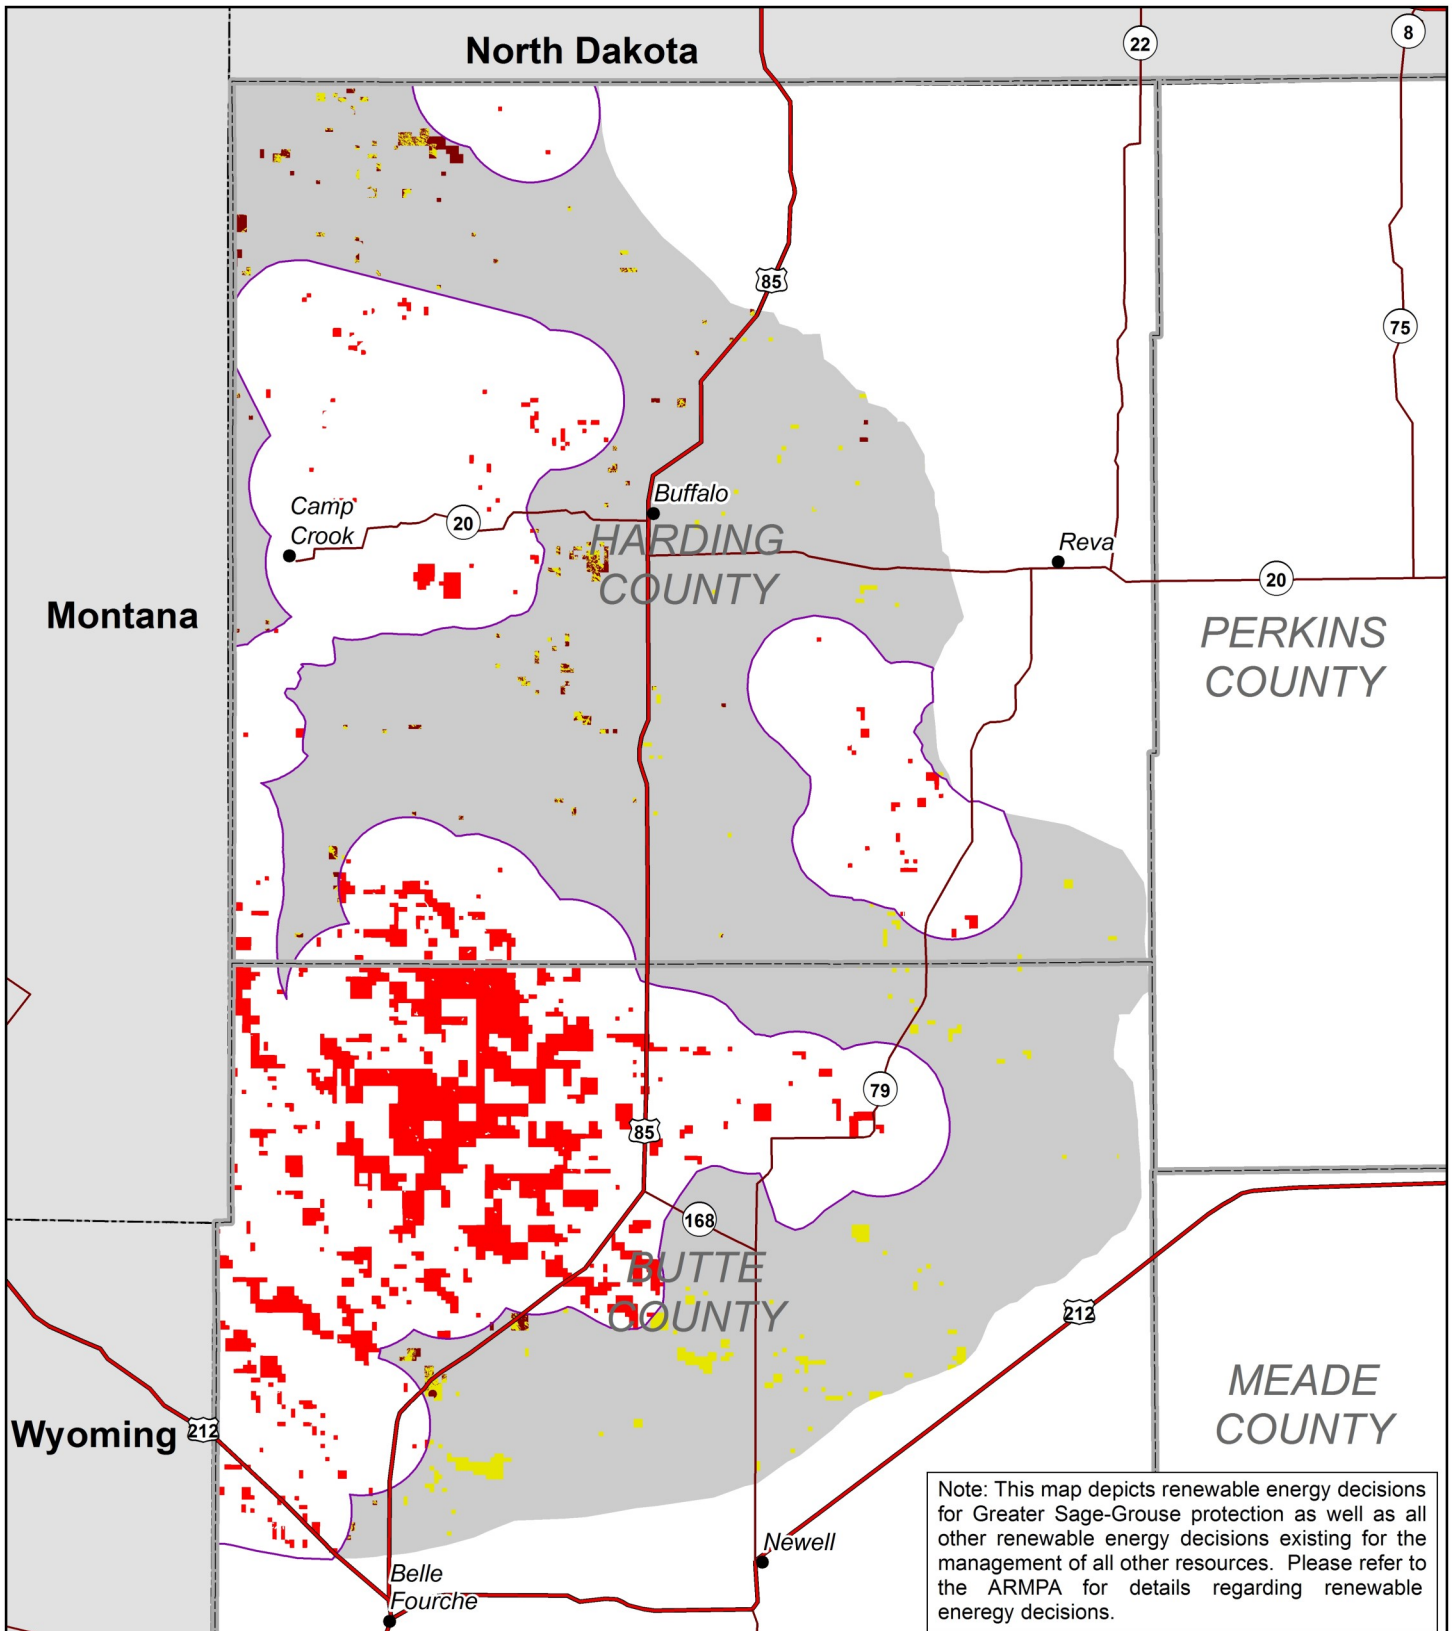 North Dakota
22
8
85
75
Camp
Crook
20
Buffalo
HARDING
COUNTY
Reva
20
Montana
PERKINS
COUNTY
79
85
168
BUTTE
COUNTY
212
MEADE
COUNTY
Wyoming
212
Note: This map depicts renewable energy decisions
for Greater Sage-Grouse protection as well as all
other renewable energy decisions existing for the
management of all other resources. Please refer to
the ARMPA for details regarding renewable
eneregy decisions.
Newell
Belle
Fourche